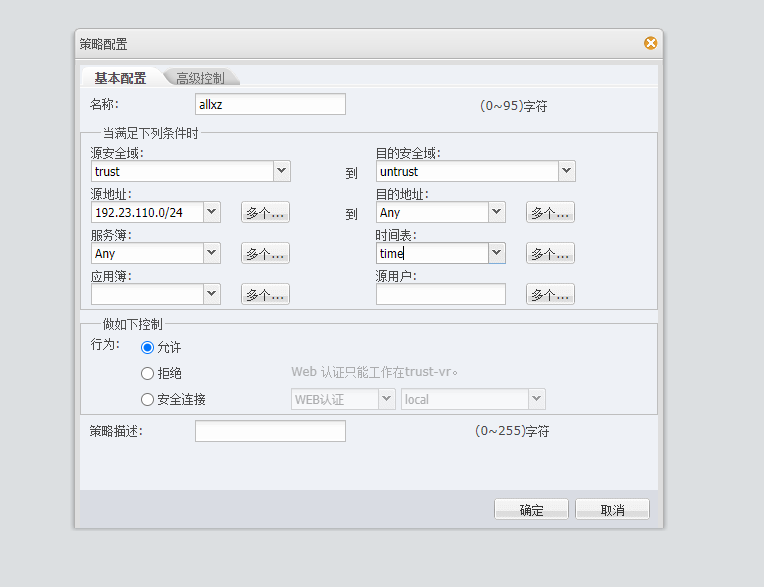 策略配置
基本配置 高级控制
名称: allxz (0~95)字符
当满足下列条件时
源安全域: 目的安全域:
trust 到 untrust
源地址: 目的地址:
192.23.110.0/24 多个... 到 Any 多个...
服务簿: 时间表:
Any 多个... time 多个...
应用簿: 源用户:
多个... 多个...
做如下控制
行为: 允许
拒绝 Web 认证只能工作在trust-vr。
安全连接 WEB认证 local
策略描述: (0~255)字符
确定 取消